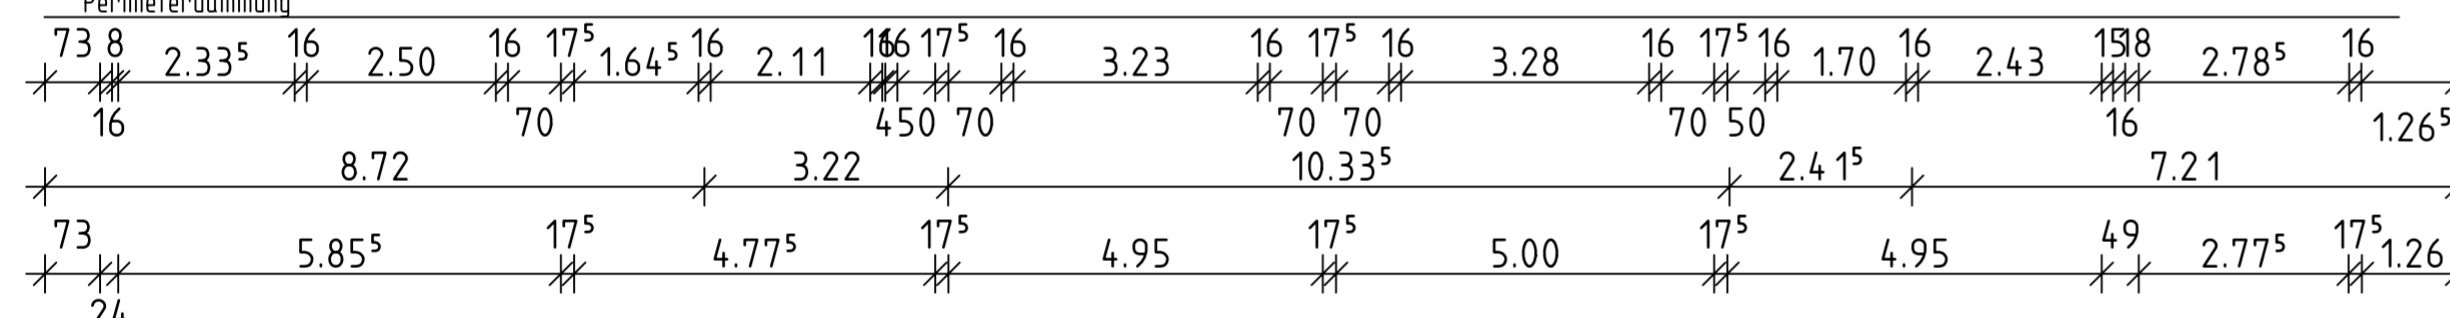 Perimeterdämmung
73 8 2.33⁵ 16 2.50 16 17⁵ 1.64⁵ 16 2.11 16 16 17⁵ 16 3.23 16 17⁵ 16 3.28 16 17⁵ 16 1.70 16 2.43 15 18 2.78⁵ 16
16 70 4 50 70 70 70 70 50 16 1.26⁵
8.72 3.22 10.33⁵ 2.41⁵ 7.21
73 5.85⁵ 17⁵ 4.77⁵ 17⁵ 4.95 17⁵ 5.00 17⁵ 4.95 49 2.77⁵ 17⁵ 1.26
24